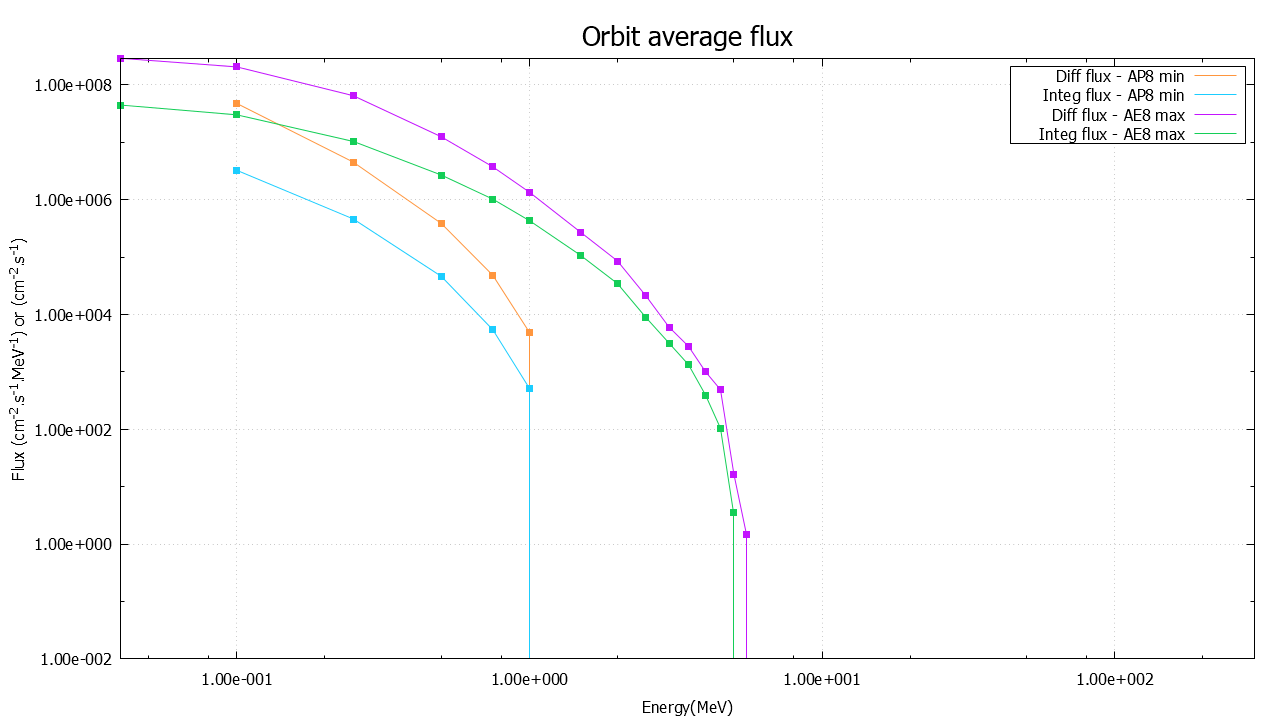 Orbit average flux
Diff flux - AP8 min
Integ flux - AP8 min
Diff flux - AE8 max
Integ flux - AE8 max
1.00e+008
1.00e+006
1.00e+004
1.00e+002
1.00e+000
1.00e-002
Flux (cm⁻².s⁻¹.MeV⁻¹) or (cm⁻².s⁻¹)
1.00e-001
1.00e+000
1.00e+001
1.00e+002
Energy(MeV)